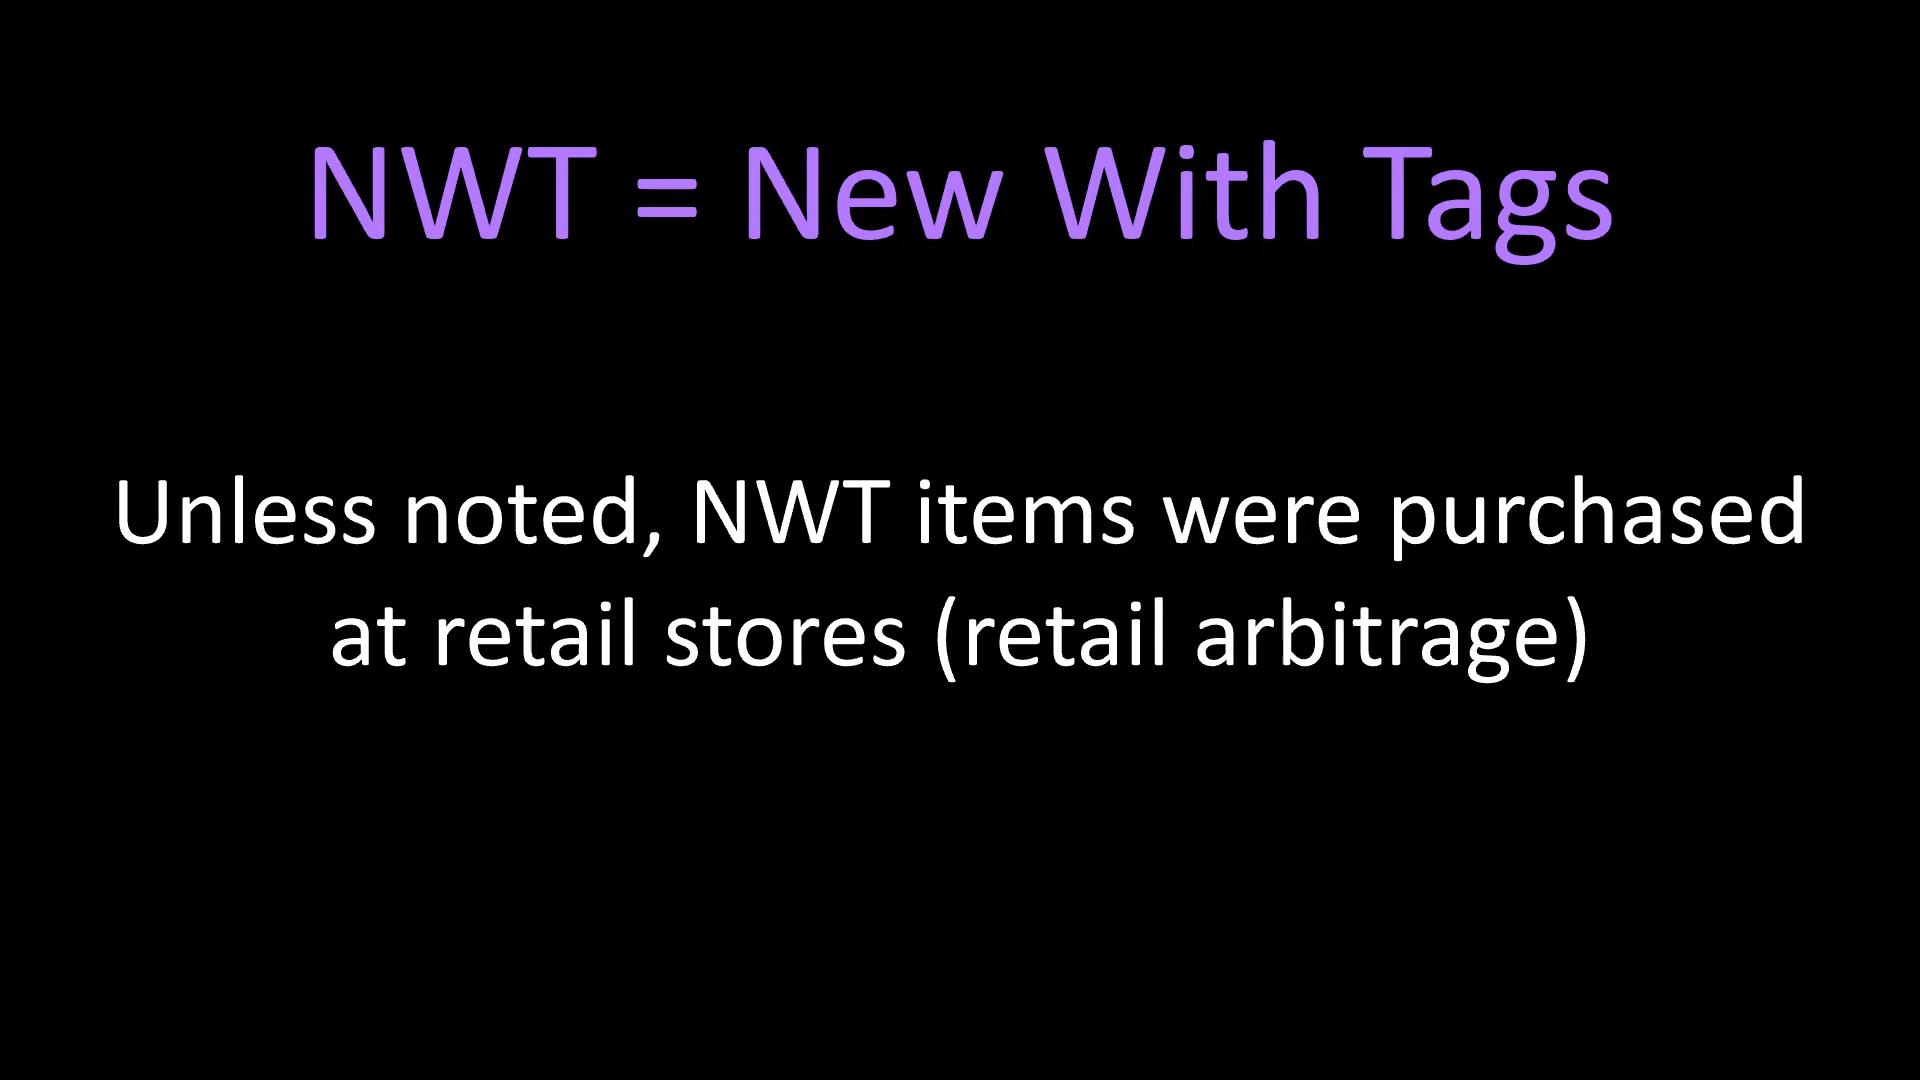 NWT = New With Tags
Unless noted, NWT items were purchased
at retail stores (retail arbitrage)